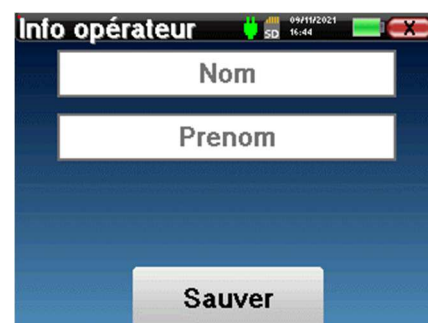 Info opérateur SD 09/11/2021
16:44 X
Nom
Prenom
Sauver